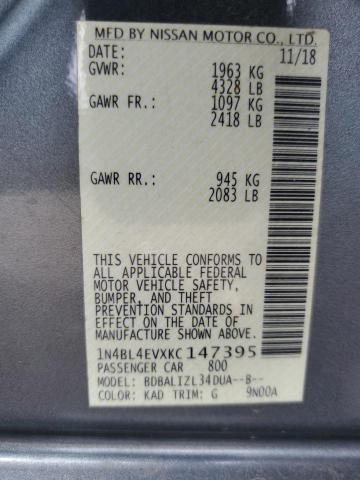 MFD BY NISSAN MOTOR CO., LTD.
DATE: 11/18
GVWR: 1963 KG
4328 LB
GAWR FR.: 1097 KG
2418 LB
GAWR RR.: 945 KG
2083 LB
THIS VEHICLE CONFORMS TO
ALL APPLICABLE FEDERAL
MOTOR VEHICLE SAFETY,
BUMPER, AND THEFT
PREVENTION STANDARDS IN
EFFECT ON THE DATE OF
MANUFACTURE SHOWN ABOVE.
1N4BL4EVXKC147395
PASSENGER CAR 800
MODEL: BDBALIZL34DUA--B--
COLOR: KAD TRIM: G 9N00A